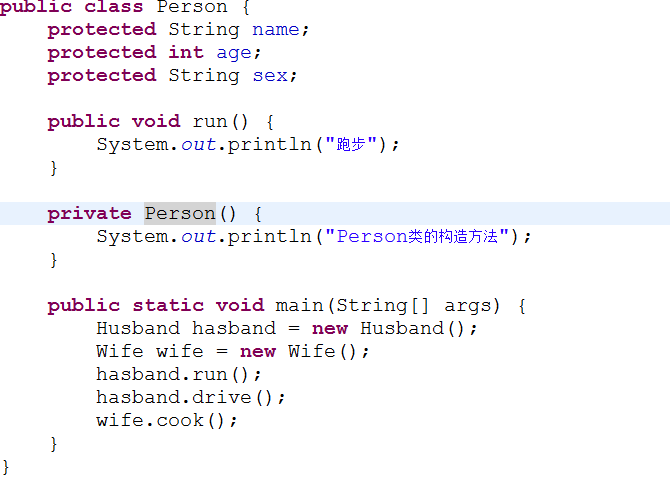 public class Person {
    protected String name;
    protected int age;
    protected String sex;
    public void run() {
        System.out.println("跑步");
    }
    private Person() {
        System.out.println("Person类的构造方法");
    }
    public static void main(String[] args) {
        Husband hasband = new Husband();
        Wife wife = new Wife();
        hasband.run();
        hasband.drive();
        wife.cook();
    }
}